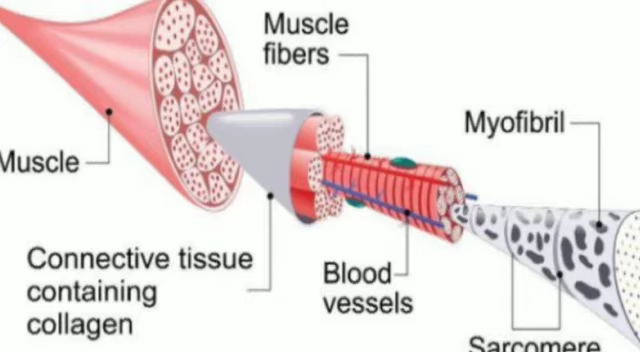 Muscle
fibers
Myofibril
Muscle
Connective tissue
containing
collagen
Blood
vessels
Sarcomere